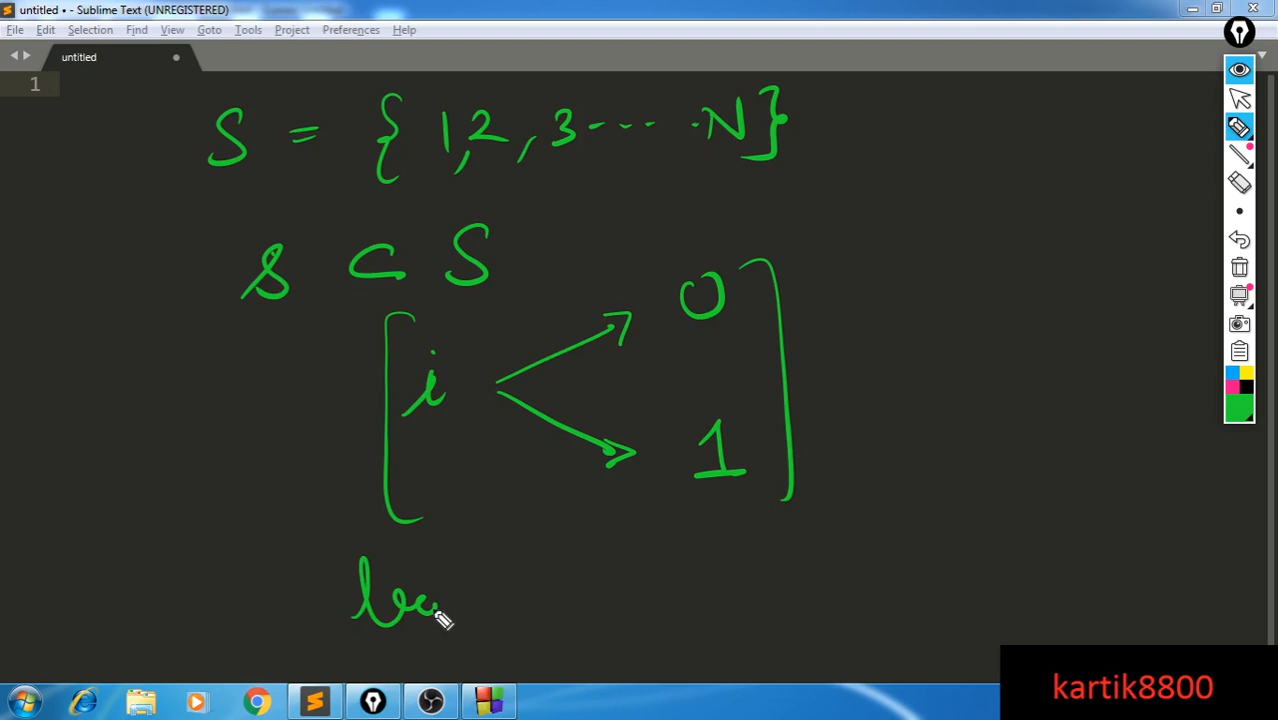 untitled • - Sublime Text (UNREGISTERED)
File Edit Selection Find View Goto Tools Project Preferences Help
untitled
1
S = { 1,2,3---- .N}
s ⊂ S
[ i 0
1 ]
kartik8800